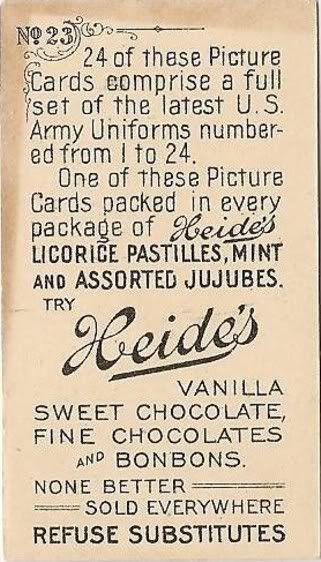 No 23
24 of these Picture
Cards comprise a full
set of the latest U.S.
Army Uniforms number-
ed from 1 to 24.
One of these Picture
Cards packed in every
package of Heide's
LICORICE PASTILLES, MINT
AND ASSORTED JUJUBES.
TRY
Heide's
VANILLA
SWEET CHOCOLATE,
FINE CHOCOLATES
AND BONBONS.
NONE BETTER
SOLD EVERYWHERE
REFUSE SUBSTITUTES